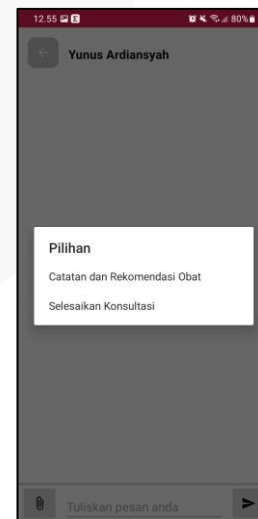 12.55 80%
Yunus Ardiansyah
Pilihan
Catatan dan Rekomendasi Obat
Selesaikan Konsultasi
Tuliskan pesan anda